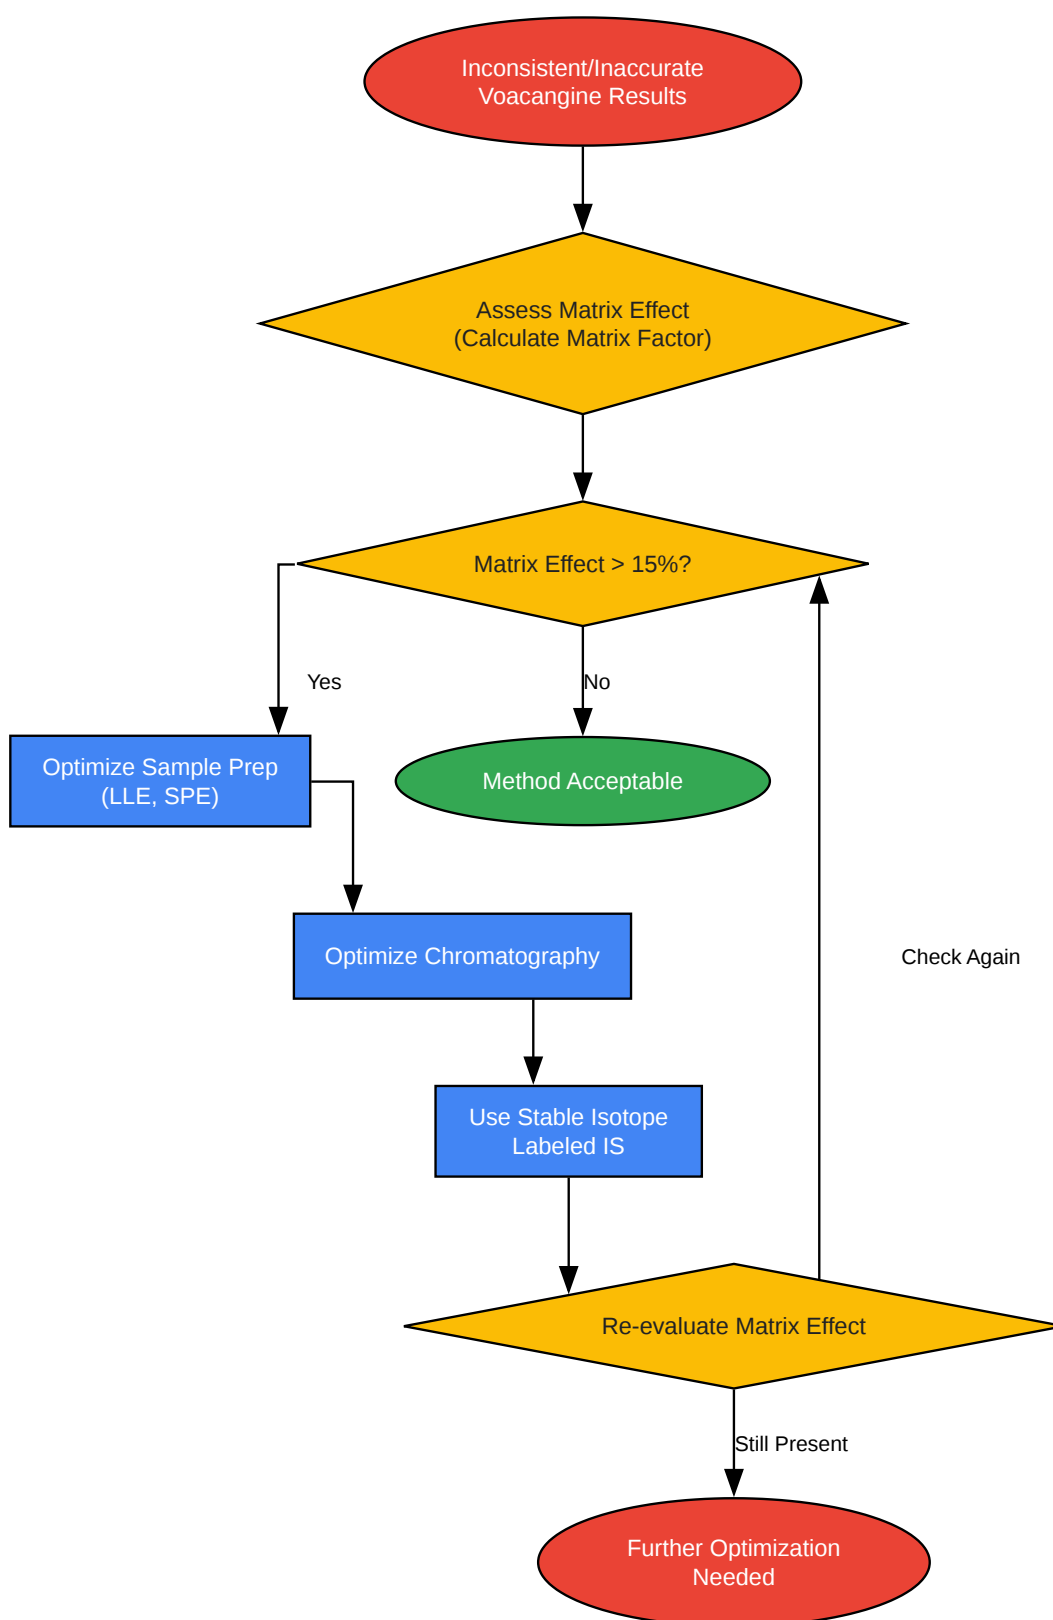 Inconsistent/Inaccurate
Voacangine Results
Assess Matrix Effect
(Calculate Matrix Factor)
Matrix Effect > 15%?
Yes
No
Optimize Sample Prep
(LLE, SPE)
Method Acceptable
Optimize Chromatography
Check Again
Use Stable Isotope
Labeled IS
Re-evaluate Matrix Effect
Still Present
Further Optimization
Needed